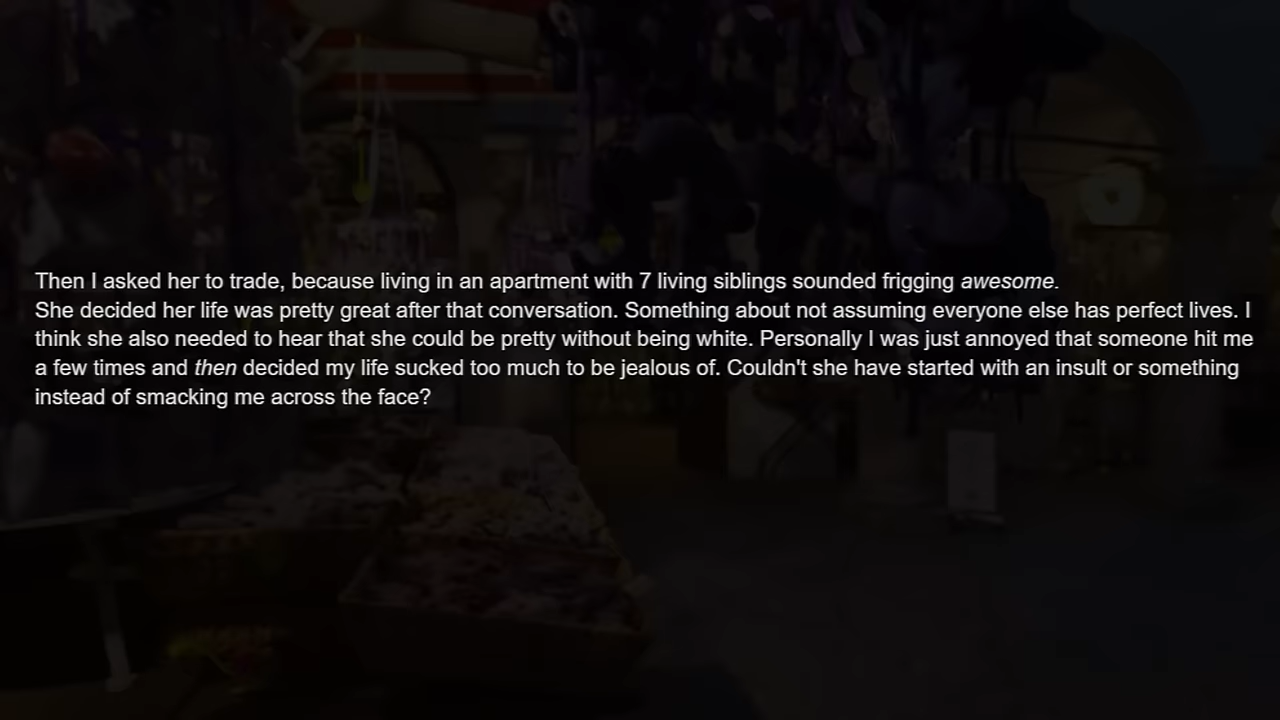 Then I asked her to trade, because living in an apartment with 7 living siblings sounded frigging awesome.
She decided her life was pretty great after that conversation. Something about not assuming everyone else has perfect lives. I
think she also needed to hear that she could be pretty without being white. Personally I was just annoyed that someone hit me
a few times and then decided my life sucked too much to be jealous of. Couldn't she have started with an insult or something
instead of smacking me across the face?